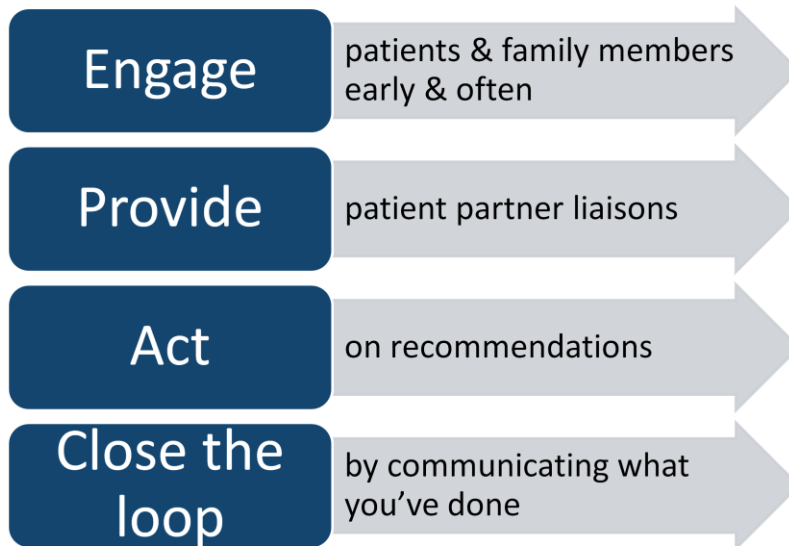 Engage
patients & family members
early & often
Provide
patient partner liaisons
Act
on recommendations
Close the
loop
by communicating what
you've done